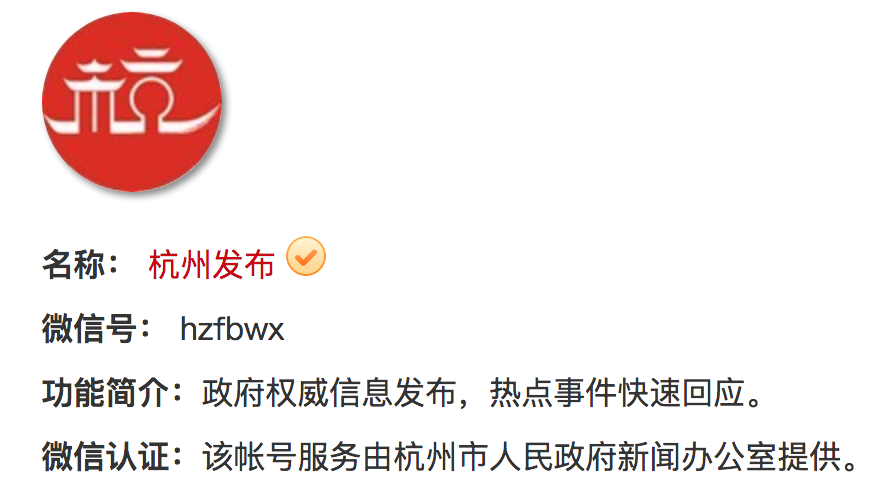 杭
名称： 杭州发布
微信号： hzfbwx
功能简介：政府权威信息发布，热点事件快速回应。
微信认证：该帐号服务由杭州市人民政府新闻办公室提供。